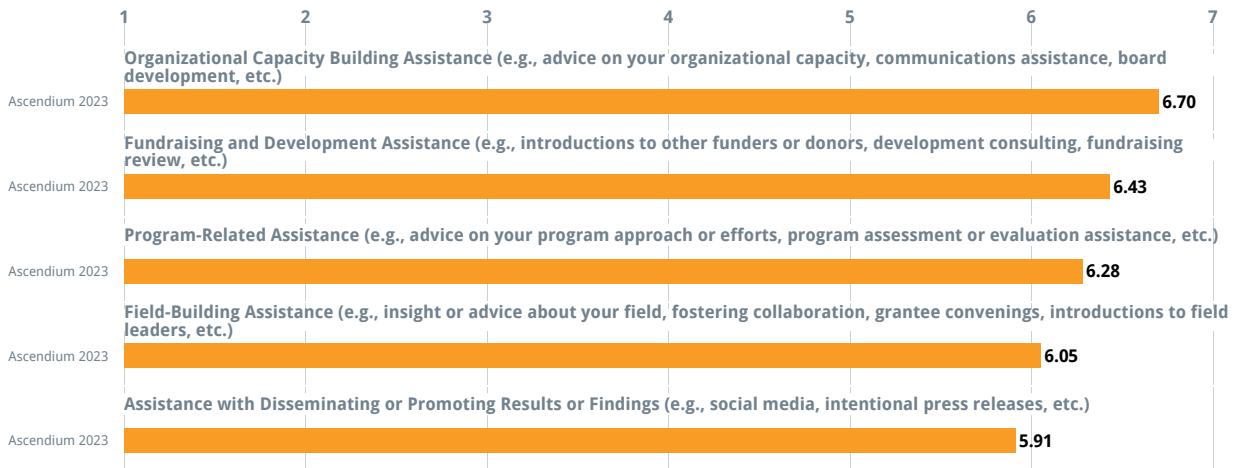 1 2 3 4 5 6 7
Organizational Capacity Building Assistance (e.g., advice on your organizational capacity, communications assistance, board
development, etc.)
Ascendium 2023 6.70
Fundraising and Development Assistance (e.g., introductions to other funders or donors, development consulting, fundraising
review, etc.)
Ascendium 2023 6.43
Program-Related Assistance (e.g., advice on your program approach or efforts, program assessment or evaluation assistance, etc.)
Ascendium 2023 6.28
Field-Building Assistance (e.g., insight or advice about your field, fostering collaboration, grantee convenings, introductions to field
leaders, etc.)
Ascendium 2023 6.05
Assistance with Disseminating or Promoting Results or Findings (e.g., social media, intentional press releases, etc.)
Ascendium 2023 5.91